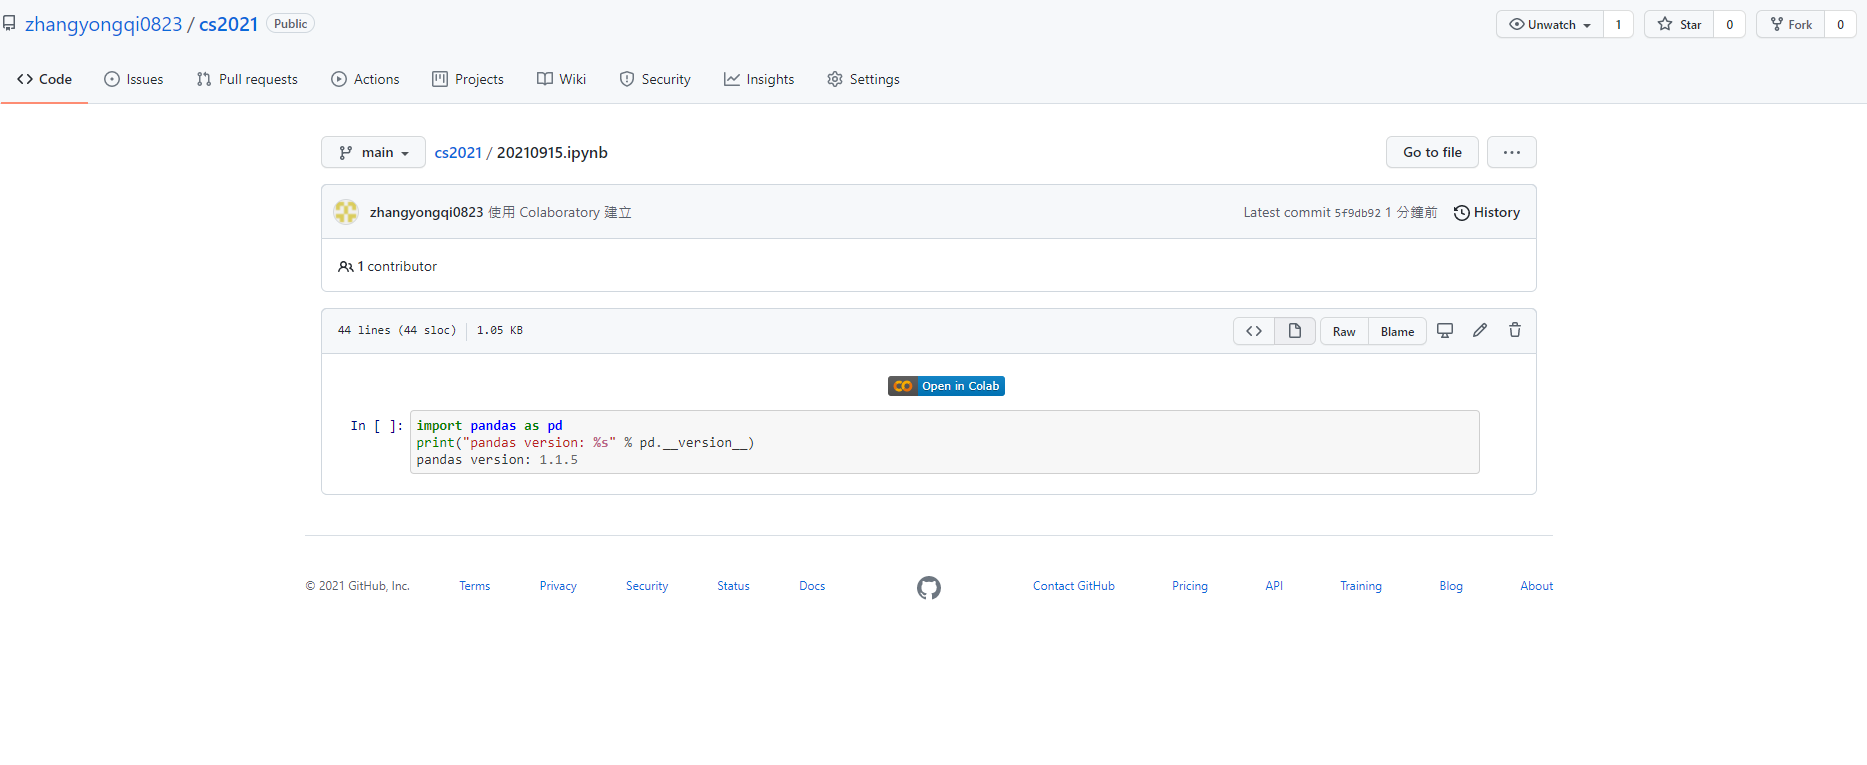 zhangyongqi0823 / cs2021 Public
Unwatch 1 Star 0 Fork 0
Code Issues Pull requests Actions Projects Wiki Security Insights Settings
main cs2021 / 20210915.ipynb Go to file ...
zhangyongqi0823 使用 Colaboratory 建立 Latest commit 5f9db92 1 分鐘前 History
1 contributor
44 lines (44 sloc) 1.05 KB <> Raw Blame
CO Open in Colab
In [ ]: import pandas as pd
print("pandas version: %s" % pd.__version__)
pandas version: 1.1.5
© 2021 GitHub, Inc. Terms Privacy Security Status Docs Contact GitHub Pricing API Training Blog About